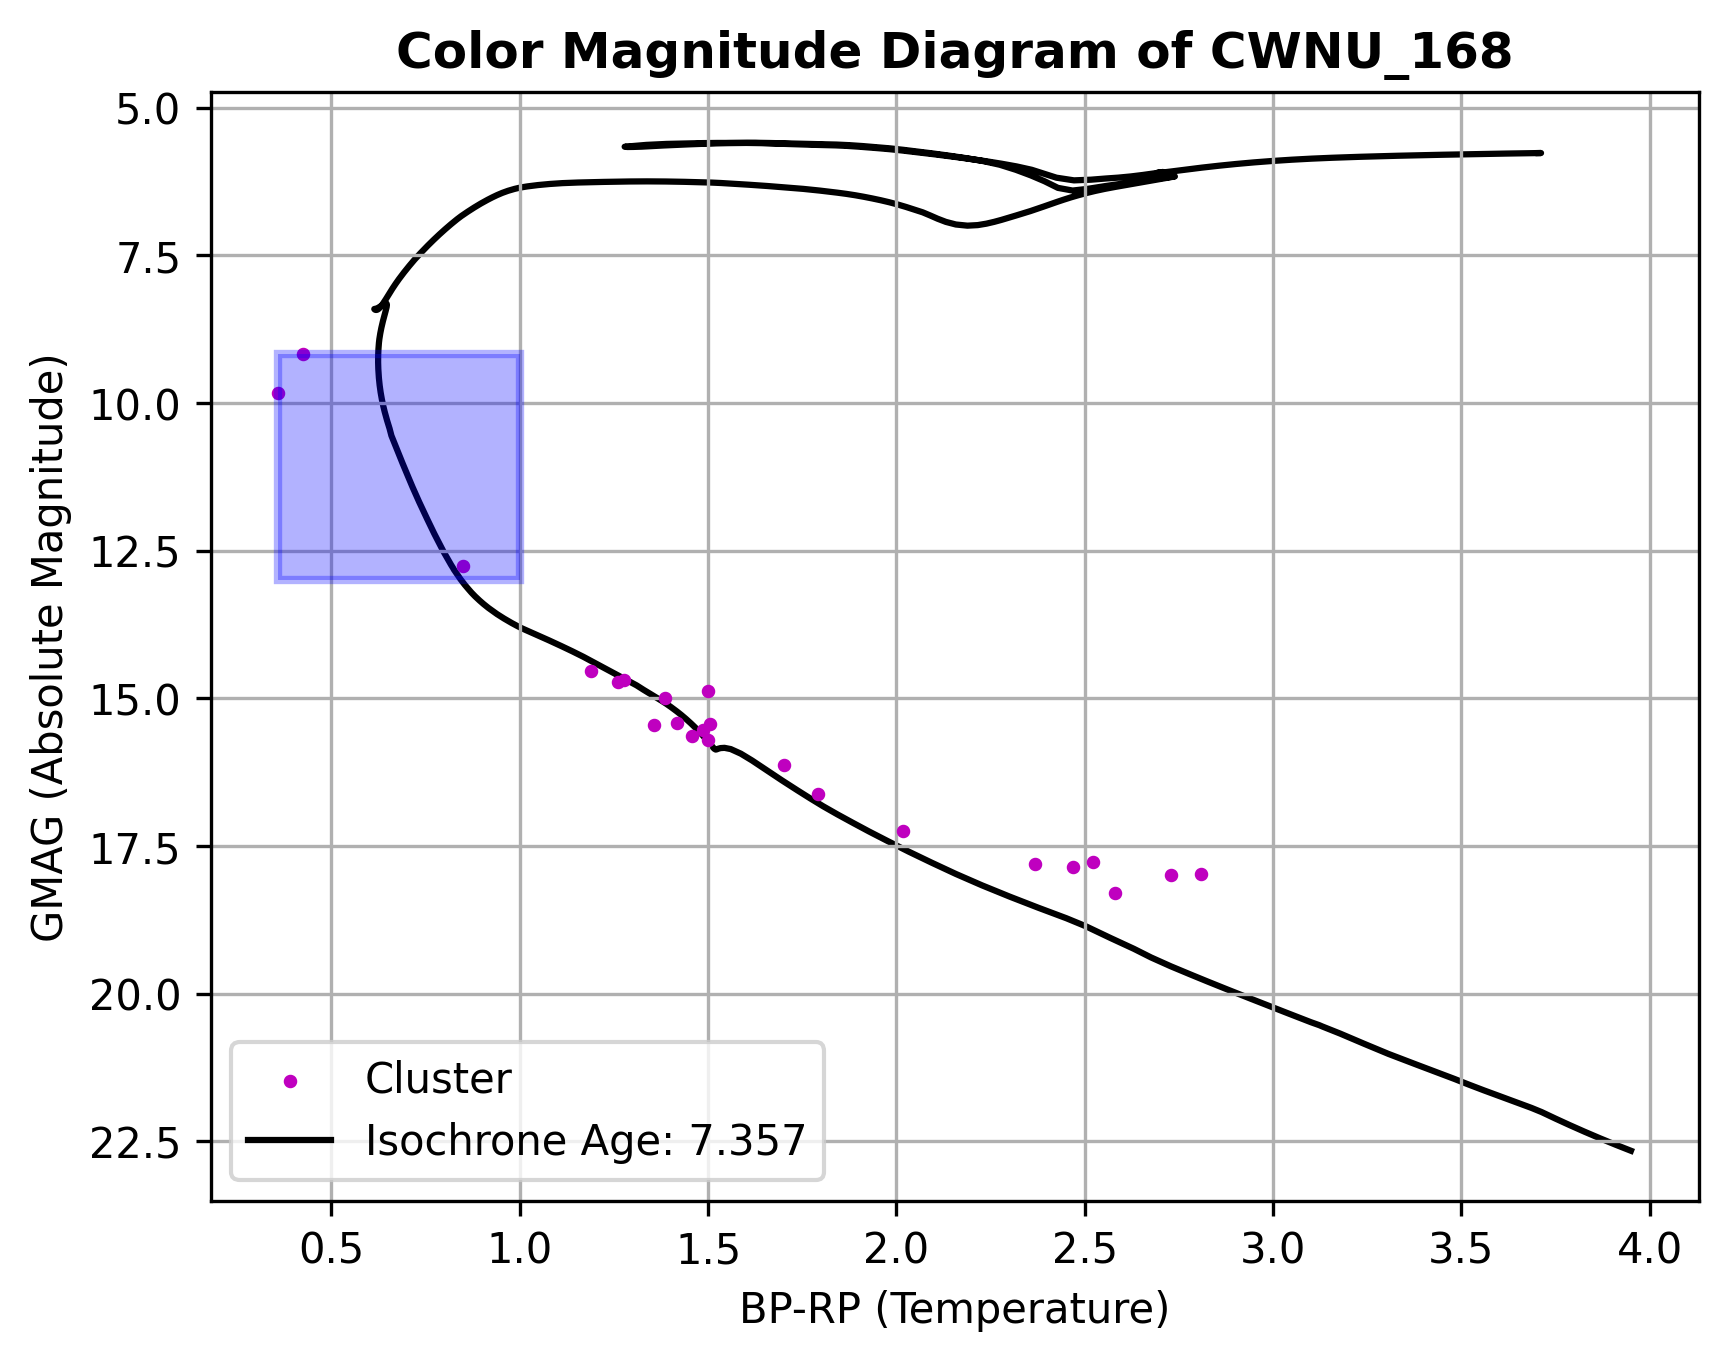 Color Magnitude Diagram of CWNU_168
GMAG (Absolute Magnitude)
5.0
7.5
10.0
12.5
15.0
17.5
20.0
22.5
Cluster
Isochrone Age: 7.357
0.5 1.0 1.5 2.0 2.5 3.0 3.5 4.0
BP-RP (Temperature)